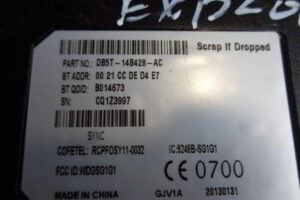 EXPLO
Scrap If Dropped
PART NO: DB5T-14B428-AC
BT ADDR: 00 21 CC DE D4 E7
BT QDID: B014673
SN: CQ1Z3997
SYNC
COFETEL: RCPFOSY11-0032 IC:5248B-SG1G1
FCC ID:WDGSG1G1 CE 0700
MADE IN CHINA GJV1A 20130131